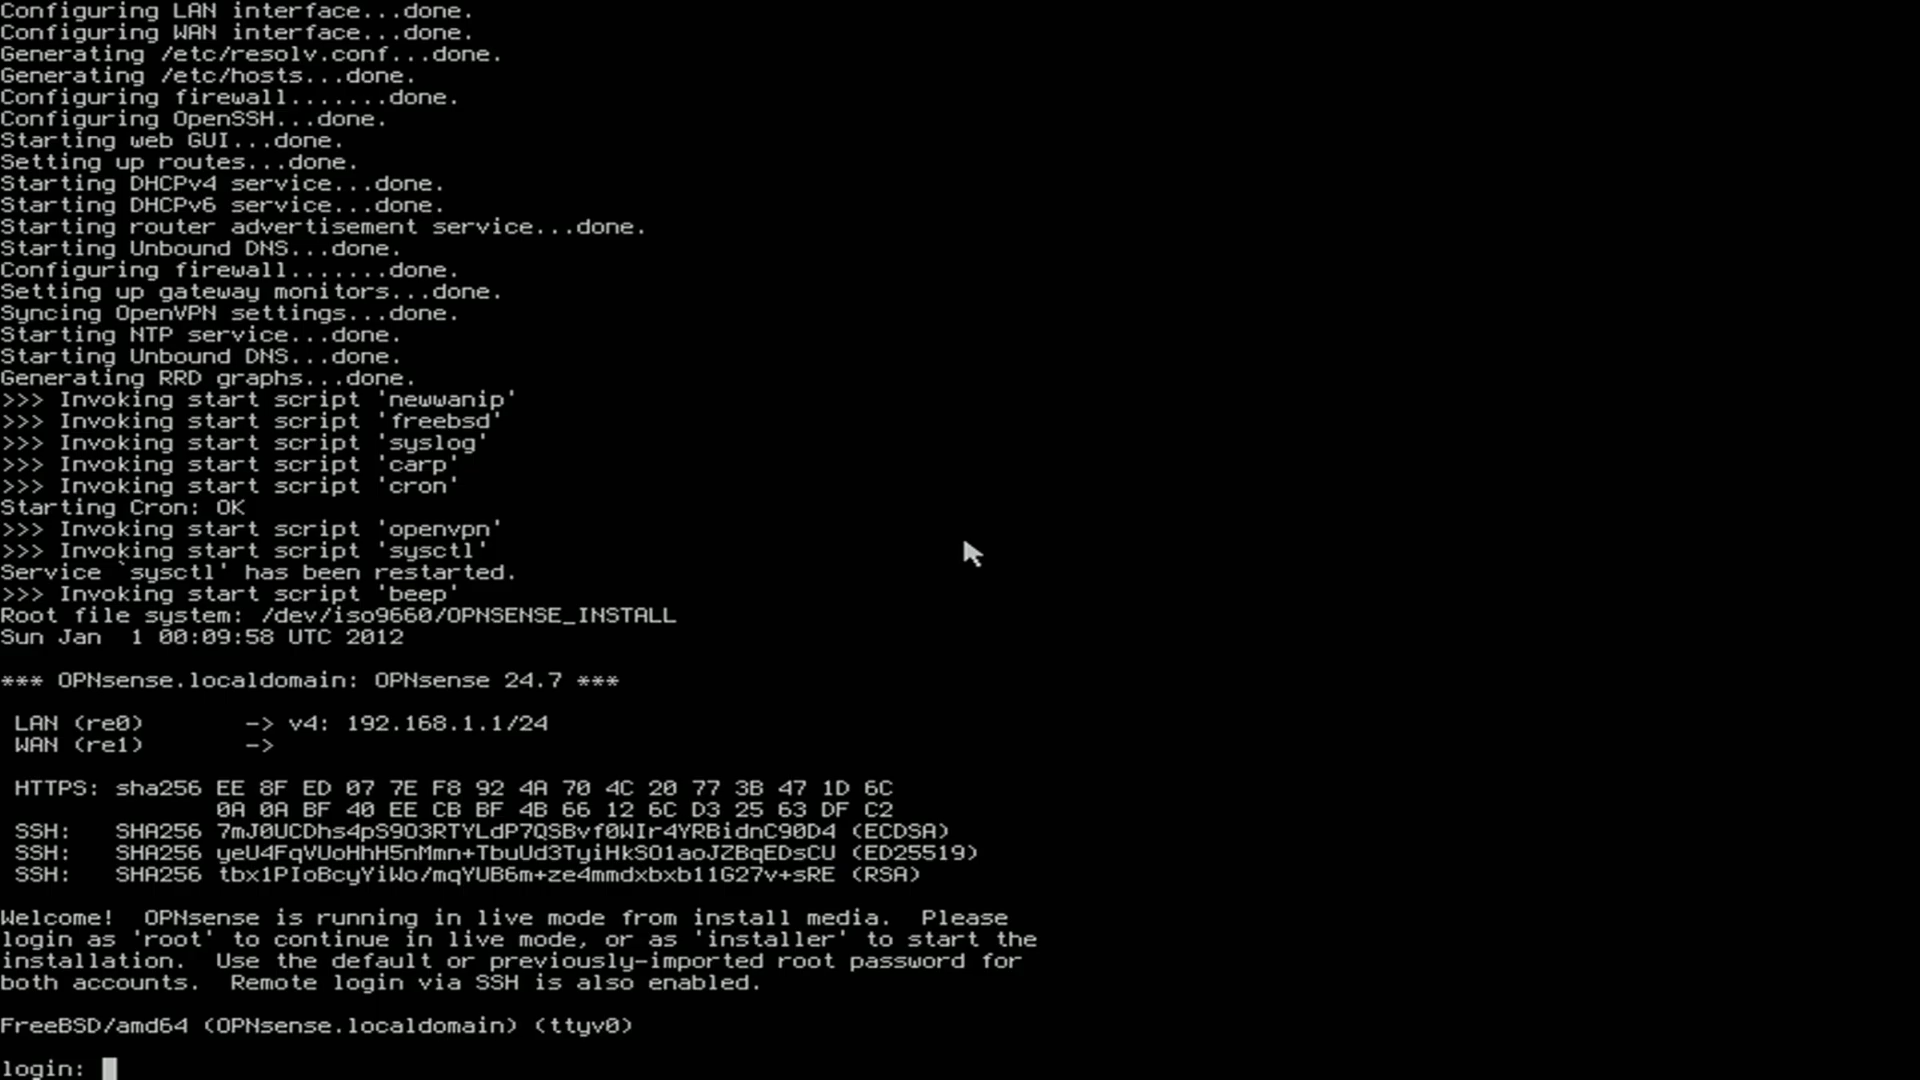 Configuring LAN interface...done.
Configuring WAN interface...done.
Generating /etc/resolv.conf...done.
Generating /etc/hosts...done.
Configuring firewall.......done.
Configuring OpenSSH...done.
Starting web GUI...done.
Setting up routes...done.
Starting DHCPv4 service...done.
Starting DHCPv6 service...done.
Starting router advertisement service...done.
Starting Unbound DNS...done.
Configuring firewall.......done.
Setting up gateway monitors...done.
Syncing OpenVPN settings...done.
Starting NTP service...done.
Starting Unbound DNS...done.
Generating RRD graphs...done.
>>> Invoking start script 'newwanip'
>>> Invoking start script 'freebsd'
>>> Invoking start script 'syslog'
>>> Invoking start script 'carp'
>>> Invoking start script 'cron'
Starting Cron: OK
>>> Invoking start script 'openvpn'
>>> Invoking start script 'sysctl'
Service `sysctl' has been restarted.
>>> Invoking start script 'beep'
Root file system: /dev/iso9660/OPNSENSE_INSTALL
Sun Jan  1 00:09:58 UTC 2012
*** OPNsense.localdomain: OPNsense 24.7 ***
LAN (re0)       -> v4: 192.168.1.1/24
WAN (re1)       ->
HTTPS: sha256 EE 8F ED 07 7E F8 92 4A 70 4C 20 77 3B 47 1D 6C
0A 0A BF 40 EE CB BF 4B 66 12 6C D3 25 63 DF C2
SSH:   SHA256 7mJ0UCDhs4pS9O3RTYLdP7QSBvf0WIr4YRBidnC90D4 (ECDSA)
SSH:   SHA256 yeU4FqVUoHhH5nMmn+TbuUd3TyiHkSO1aoJZBqEDsCU (ED25519)
SSH:   SHA256 tbx1PIoBcyYiWo/mqYUB6m+ze4mmdxbxb11G27v+sRE (RSA)
Welcome!  OPNsense is running in live mode from install media.  Please
login as 'root' to continue in live mode, or as 'installer' to start the
installation.  Use the default or previously-imported root password for
both accounts.  Remote login via SSH is also enabled.
FreeBSD/amd64 (OPNsense.localdomain) (ttyv0)
login: